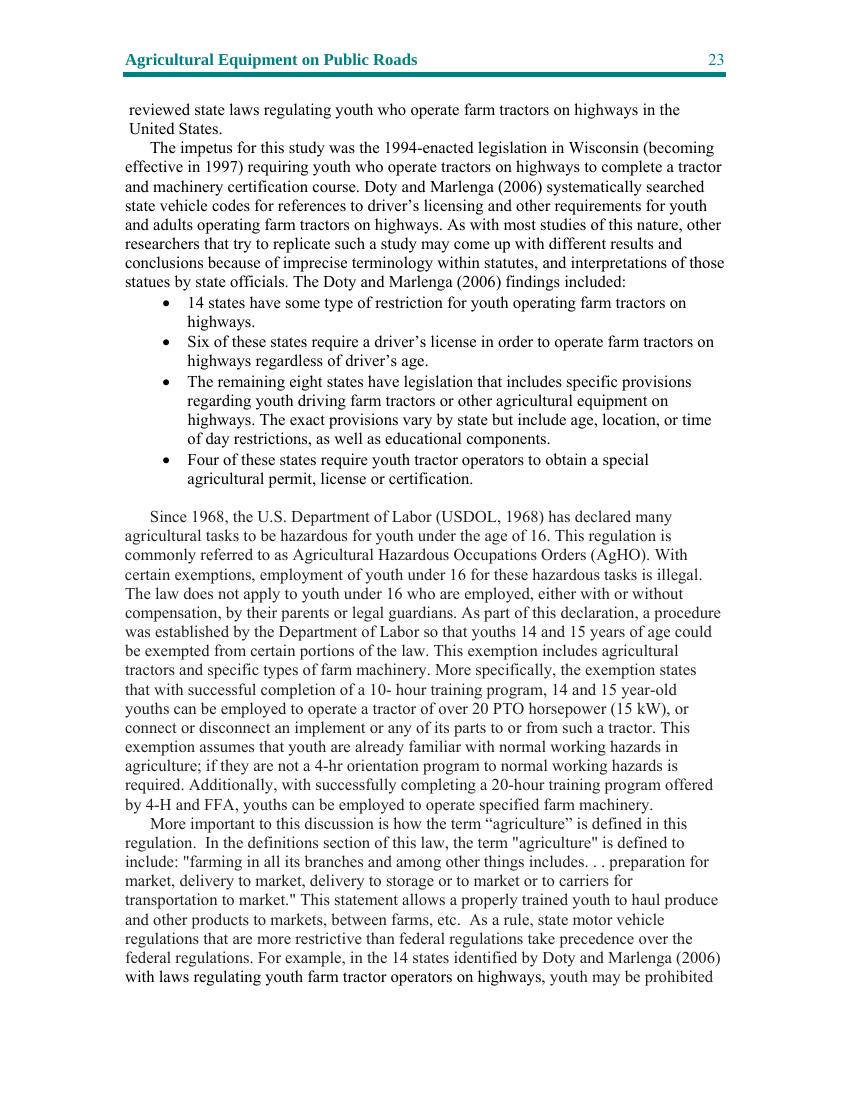 Agricultural Equipment on Public Roads 23
reviewed state laws regulating youth who operate farm tractors on highways in the
United States.
The impetus for this study was the 1994-enacted legislation in Wisconsin (becoming
effective in 1997) requiring youth who operate tractors on highways to complete a tractor
and machinery certification course. Doty and Marlenga (2006) systematically searched
state vehicle codes for references to driver’s licensing and other requirements for youth
and adults operating farm tractors on highways. As with most studies of this nature, other
researchers that try to replicate such a study may come up with different results and
conclusions because of imprecise terminology within statutes, and interpretations of those
statues by state officials. The Doty and Marlenga (2006) findings included:
• 14 states have some type of restriction for youth operating farm tractors on
highways.
• Six of these states require a driver’s license in order to operate farm tractors on
highways regardless of driver’s age.
• The remaining eight states have legislation that includes specific provisions
regarding youth driving farm tractors or other agricultural equipment on
highways. The exact provisions vary by state but include age, location, or time
of day restrictions, as well as educational components.
• Four of these states require youth tractor operators to obtain a special
agricultural permit, license or certification.
Since 1968, the U.S. Department of Labor (USDOL, 1968) has declared many
agricultural tasks to be hazardous for youth under the age of 16. This regulation is
commonly referred to as Agricultural Hazardous Occupations Orders (AgHO). With
certain exemptions, employment of youth under 16 for these hazardous tasks is illegal.
The law does not apply to youth under 16 who are employed, either with or without
compensation, by their parents or legal guardians. As part of this declaration, a procedure
was established by the Department of Labor so that youths 14 and 15 years of age could
be exempted from certain portions of the law. This exemption includes agricultural
tractors and specific types of farm machinery. More specifically, the exemption states
that with successful completion of a 10- hour training program, 14 and 15 year-old
youths can be employed to operate a tractor of over 20 PTO horsepower (15 kW), or
connect or disconnect an implement or any of its parts to or from such a tractor. This
exemption assumes that youth are already familiar with normal working hazards in
agriculture; if they are not a 4-hr orientation program to normal working hazards is
required. Additionally, with successfully completing a 20-hour training program offered
by 4-H and FFA, youths can be employed to operate specified farm machinery.
More important to this discussion is how the term “agriculture” is defined in this
regulation.  In the definitions section of this law, the term "agriculture" is defined to
include: "farming in all its branches and among other things includes. . . preparation for
market, delivery to market, delivery to storage or to market or to carriers for
transportation to market." This statement allows a properly trained youth to haul produce
and other products to markets, between farms, etc.  As a rule, state motor vehicle
regulations that are more restrictive than federal regulations take precedence over the
federal regulations. For example, in the 14 states identified by Doty and Marlenga (2006)
with laws regulating youth farm tractor operators on highways, youth may be prohibited